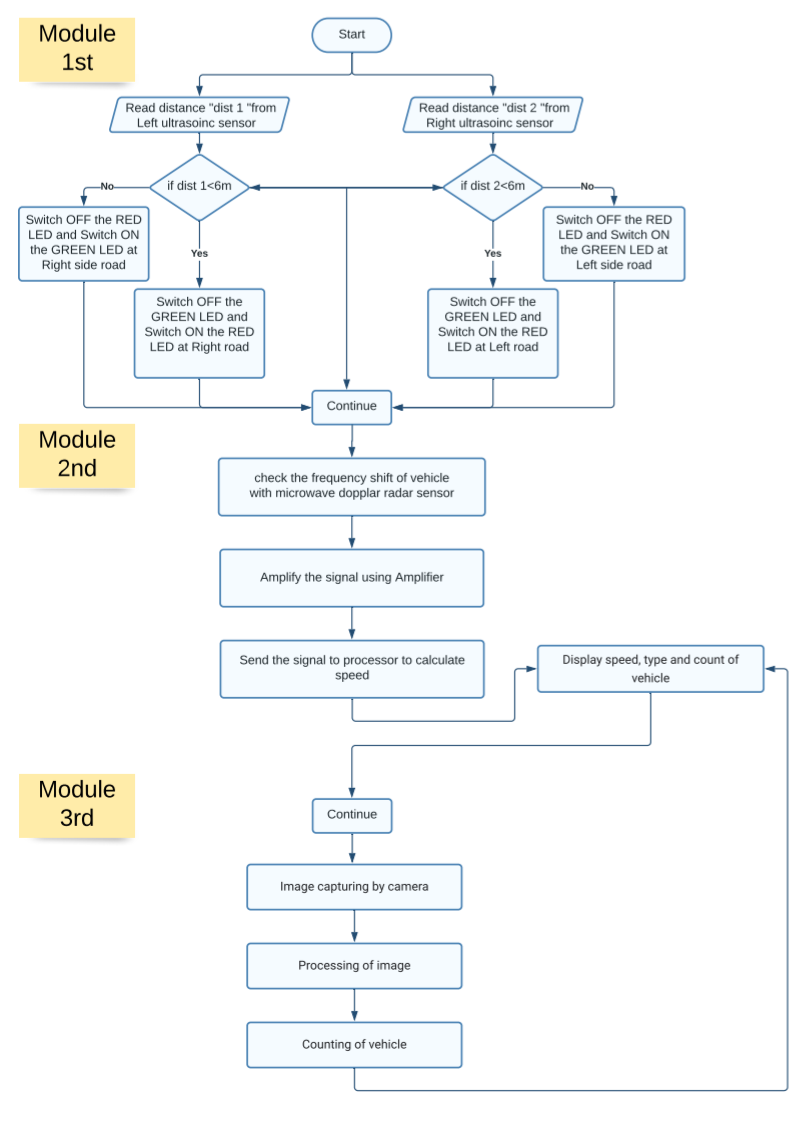 Module
1st
Start
Read distance "dist 1 "from
Left ultrasoinc sensor
Read distance "dist 2 "from
Right ultrasoinc sensor
if dist 1<6m
if dist 2<6m
No
No
Switch OFF the RED
LED and Switch ON
the GREEN LED at
Right side road
Switch OFF the RED
LED and Switch ON
the GREEN LED at
Left side road
Yes
Yes
Switch OFF the
GREEN LED and
Switch ON the RED
LED at Right road
Switch OFF the
GREEN LED and
Switch ON the RED
LED at Left road
Continue
Module
2nd
check the frequency shift of vehicle
with microwave dopplar radar sensor
Amplify the signal using Amplifier
Send the signal to processor to calculate
speed
Display speed, type and count of
vehicle
Module
3rd
Continue
Image capturing by camera
Processing of image
Counting of vehicle